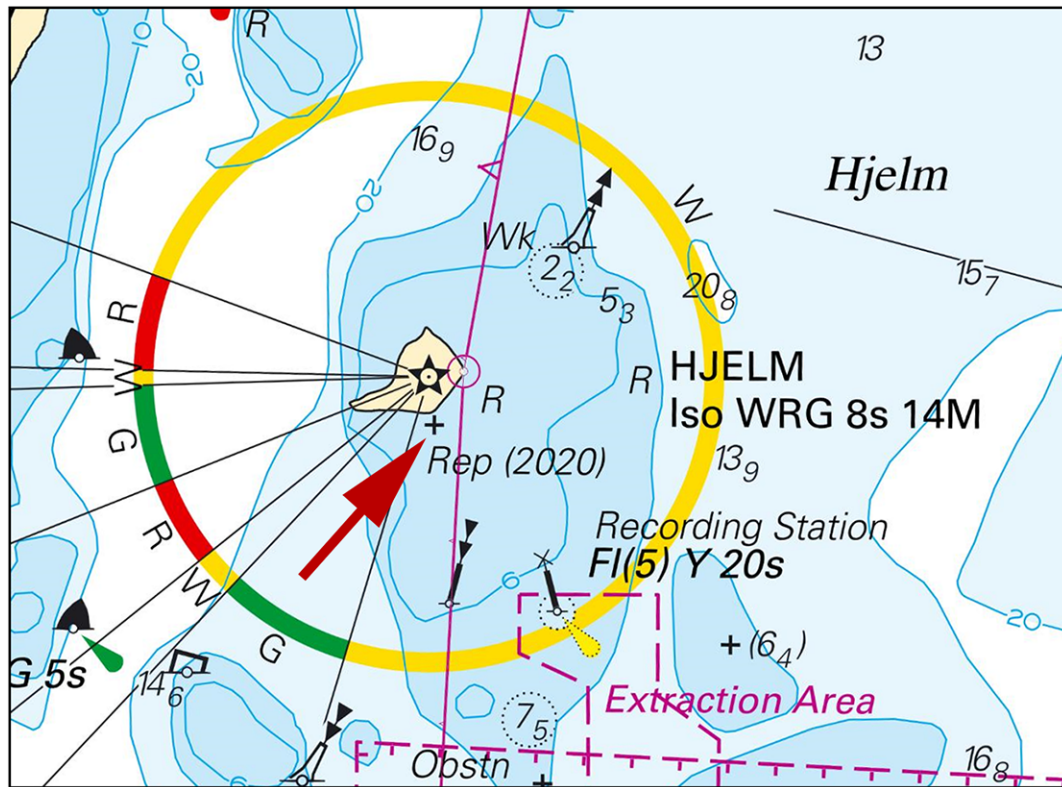 R
10
20
13
16₉
20
W
Hjelm
Wk
2₂
5₃
20₈
15₇
R
W
G
R
R
HJELM
Iso WRG 8s 14M
Rep (2020)
13₉
R
Recording Station
Fl(5) Y 20s
6
W
G
20
(6₄)
G 5s
14₆
Extraction Area
7₅
Obstn
16₈
6